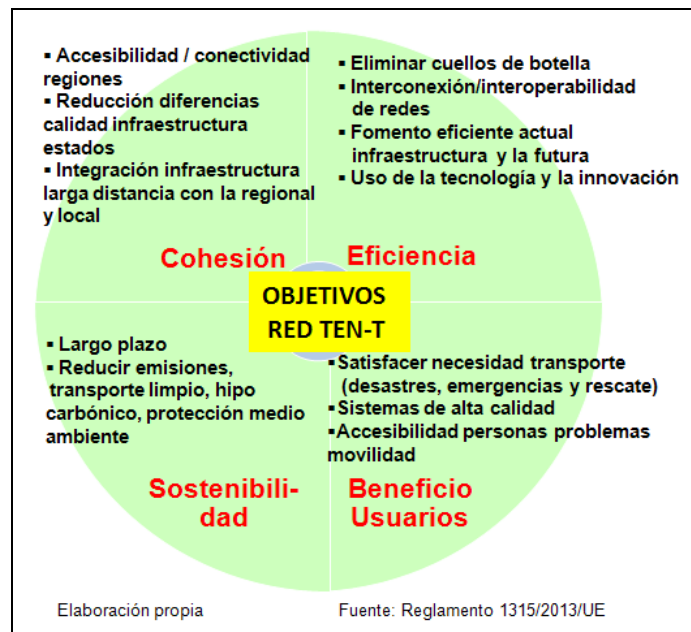 ▪ Accesibilidad / conectividad
regiones
▪ Reducción diferencias
calidad infraestructura
estados
▪ Integración infraestructura
larga distancia con la regional
y local
Cohesión
▪ Eliminar cuellos de botella
▪ Interconexión/interoperabilidad
de redes
▪ Fomento eficiente actual
infraestructura y la futura
▪ Uso de la tecnología y la innovación
Eficiencia
OBJETIVOS
RED TEN-T
▪ Largo plazo
▪ Reducir emisiones,
transporte limpio, hipo
carbónico, protección medio
ambiente
Sostenibili-
dad
▪Satisfacer necesidad transporte
(desastres, emergencias y rescate)
▪Sistemas de alta calidad
▪Accesibilidad personas problemas
movilidad
Beneficio
Usuarios
Elaboración propia
Fuente: Reglamento 1315/2013/UE